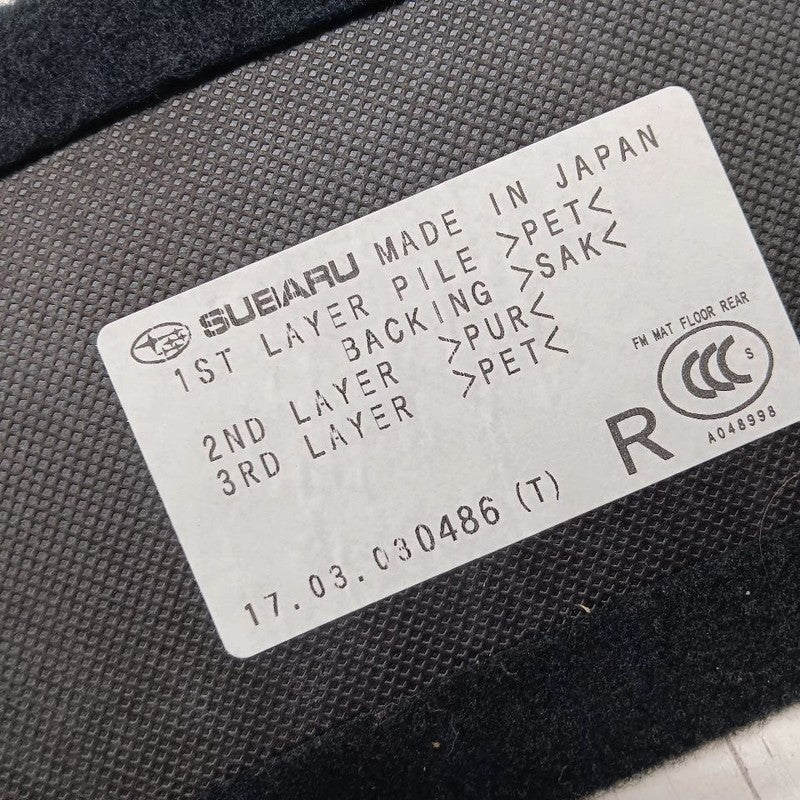 SUBARU MADE IN JAPAN
1ST LAYER PILE >PET<
BACKING >SAK<
2ND LAYER >PUR<
3RD LAYER >PET<
17.03.030486 (T)
FM MAT FLOOR REAR
CCC S
R
A048998